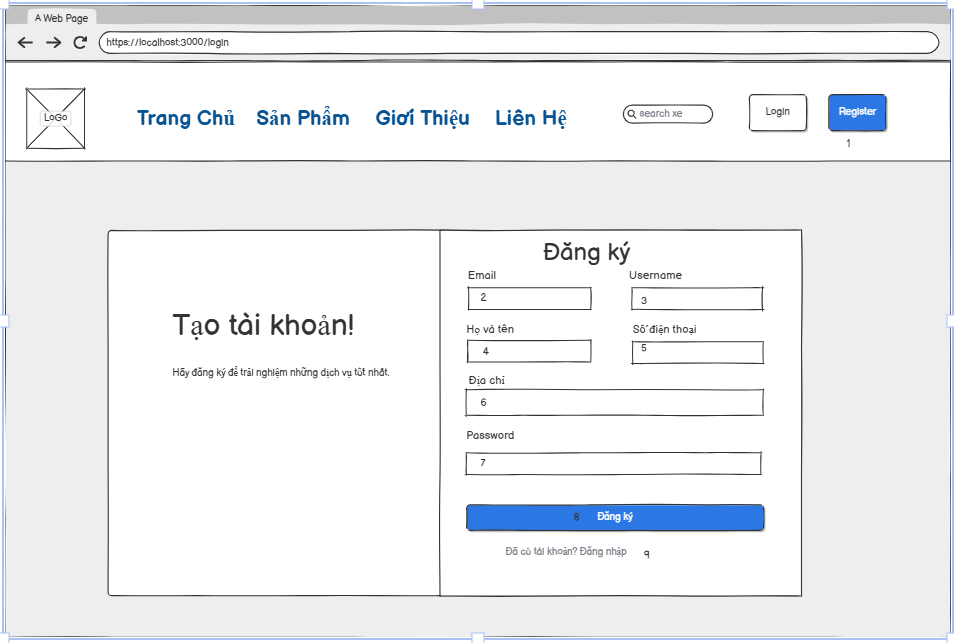 A Web Page
https://localhost:3000/login
LoGo
Trang Chủ Sản Phẩm Giới Thiệu Liên Hệ
search xe
Login
Register
1
Đăng ký
Email Username
2 3
Họ và tên Số điện thoại
4 5
Địa chỉ
6
Password
7
8 Đăng ký
Đã có tài khoản? Đăng nhập 9
Tạo tài khoản!
Hãy đăng ký để trải nghiệm những dịch vụ tốt nhất.